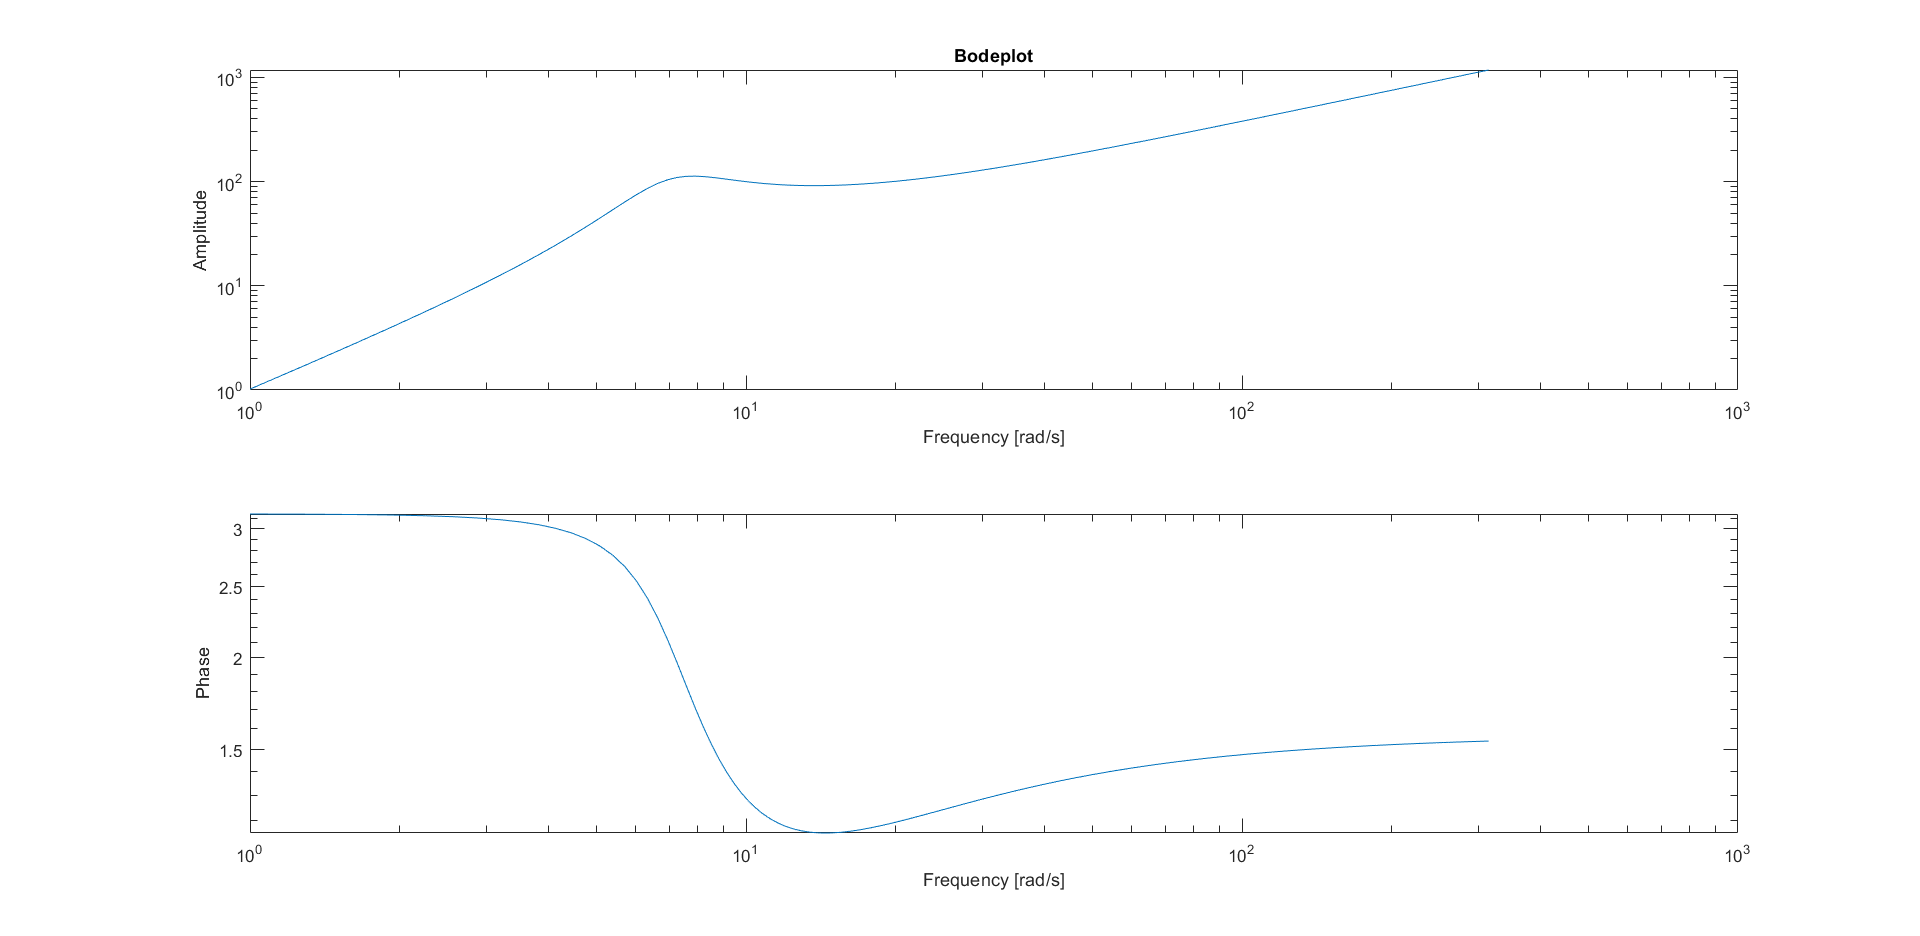 Bodeplot
10^3
10^2
10^1
10^0
Amplitude
10^0 10^1 10^2 10^3
Frequency [rad/s]
3
2.5
2
1.5
Phase
10^0 10^1 10^2 10^3
Frequency [rad/s]